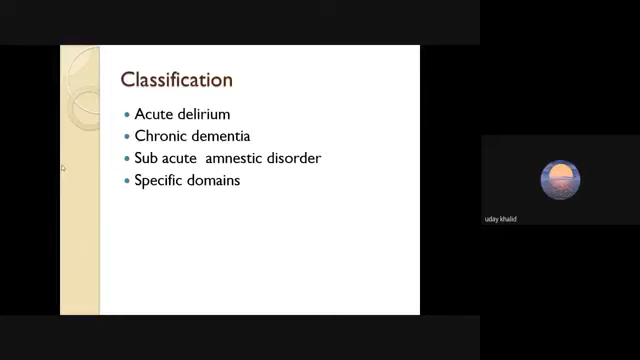 Classification
Acute delirium
Chronic dementia
Sub acute amnestic disorder
Specific domains
uday khalid